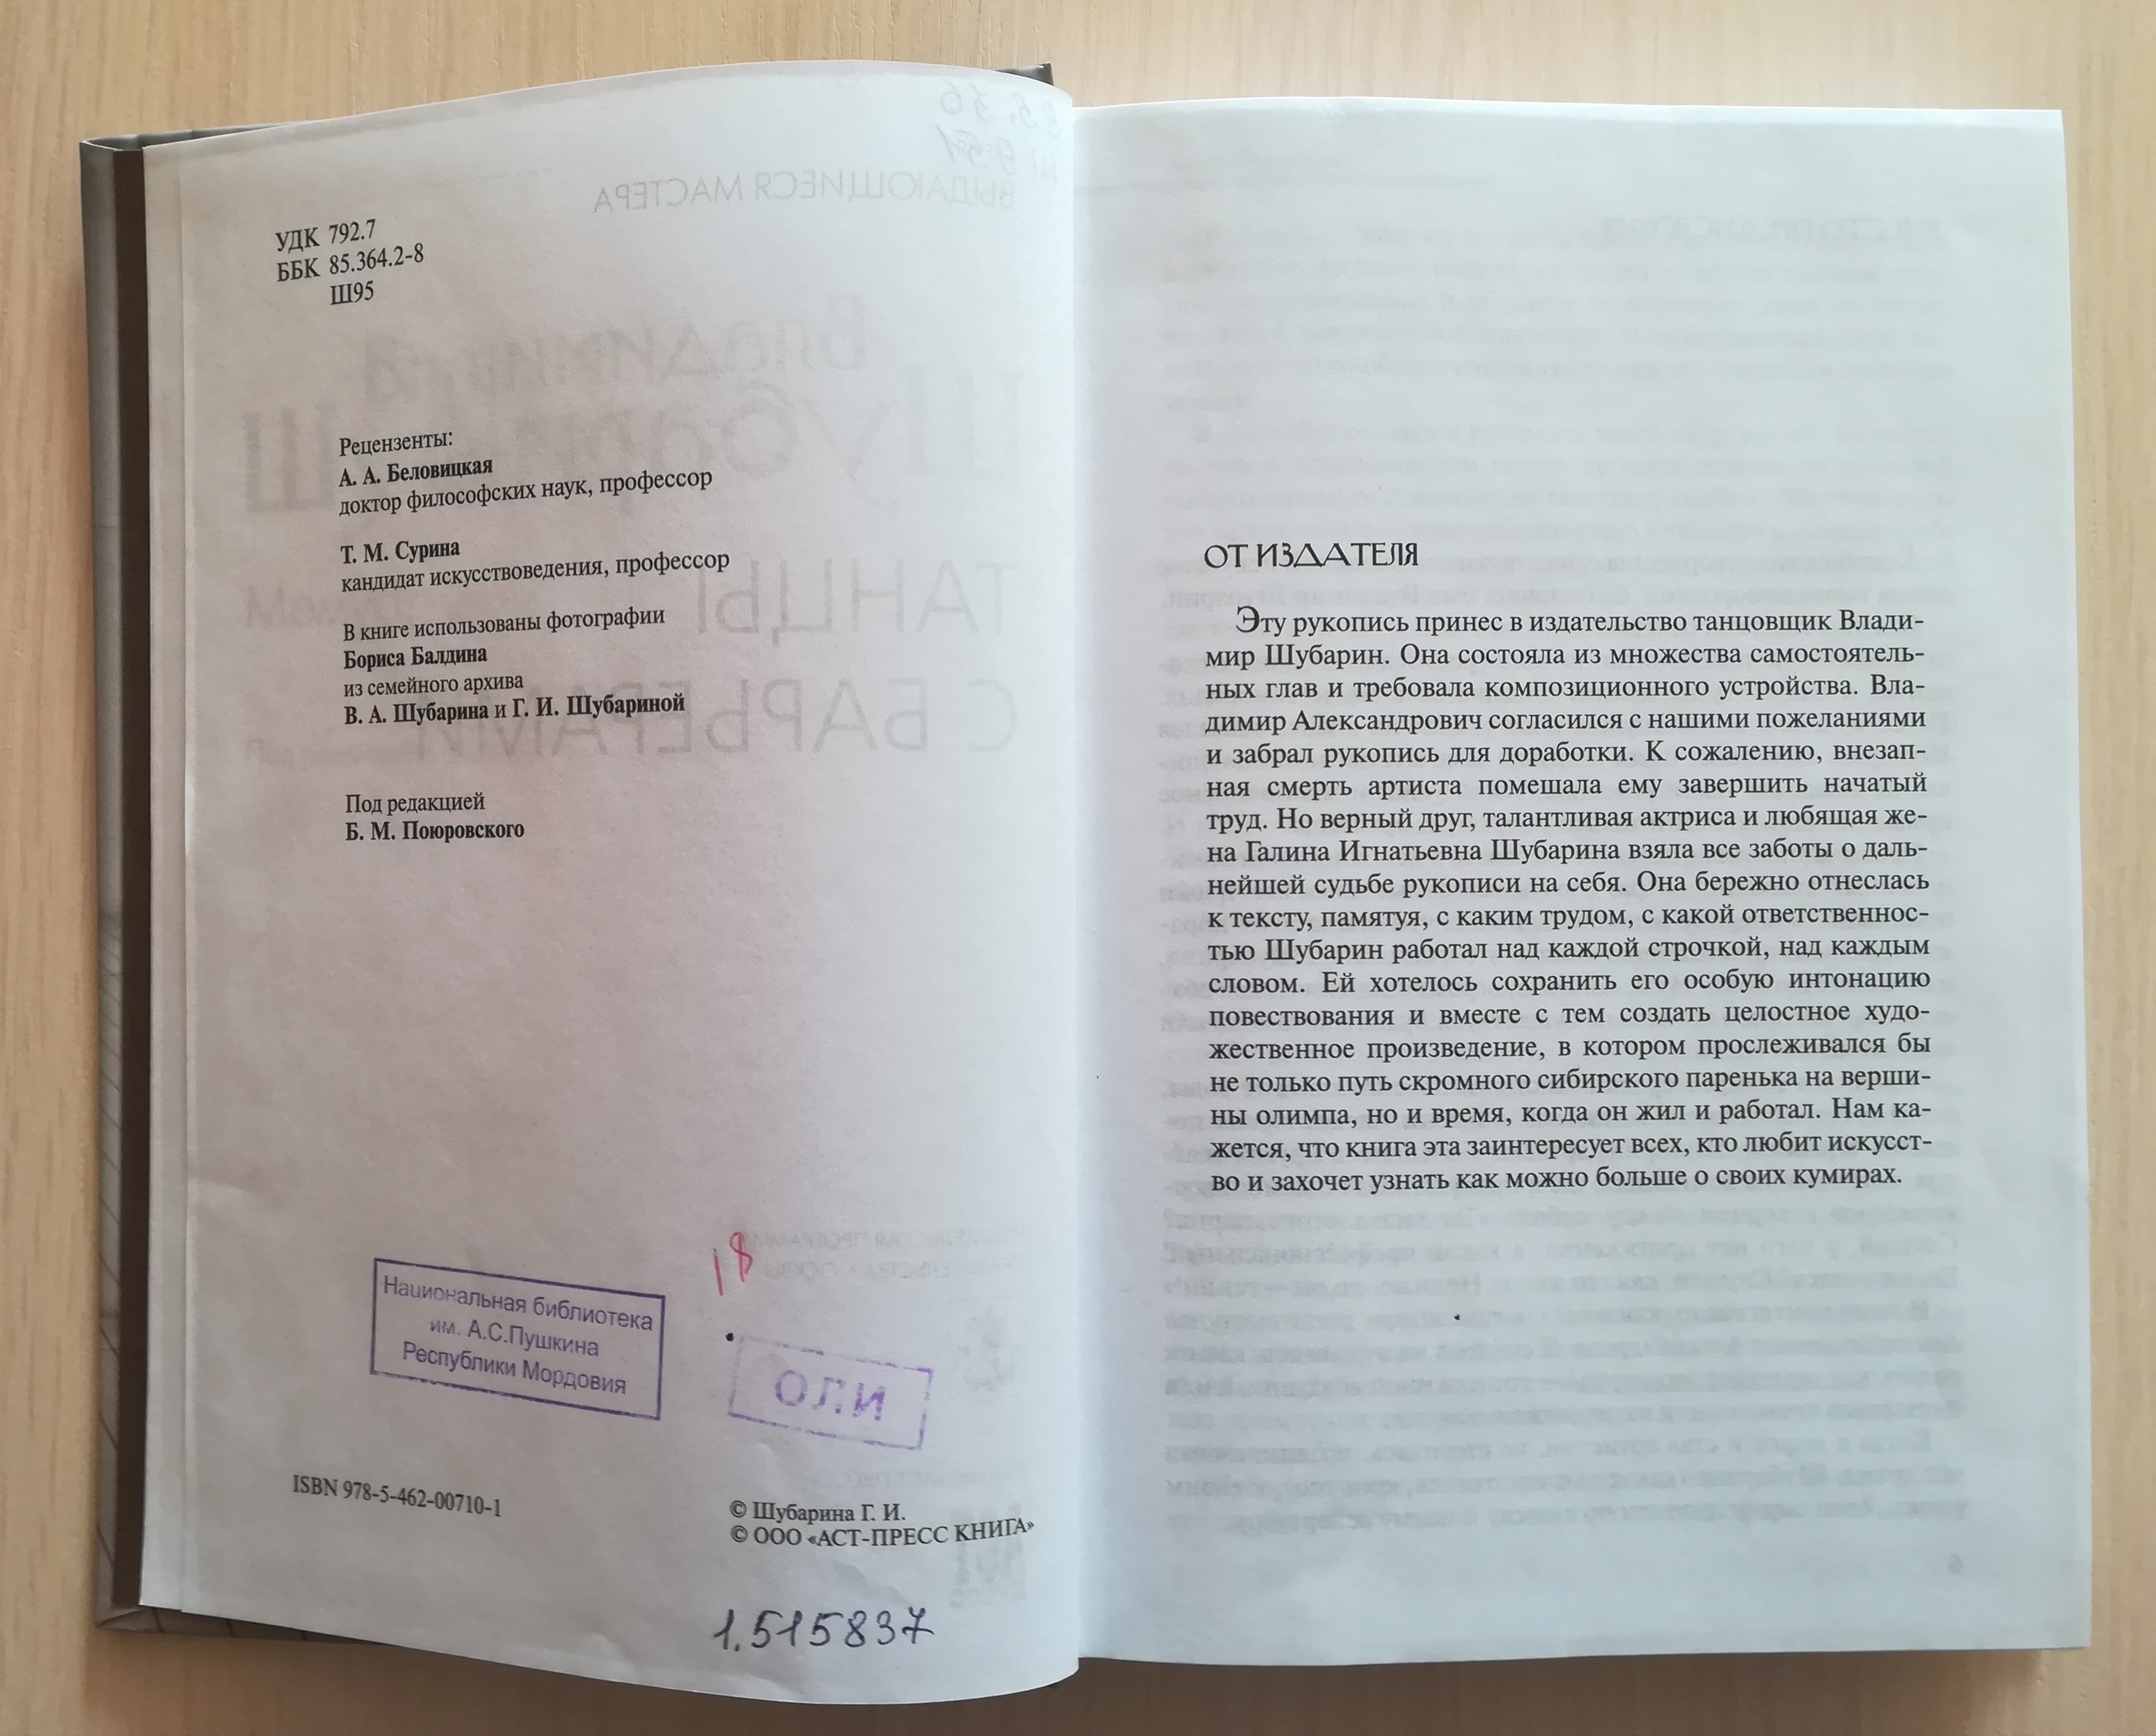 УДК 792.7
ББК 85.364.2-8
Ш95
Рецензенты:
А. А. Беловицкая
доктор философских наук, профессор
Т. М. Сурина
кандидат искусствоведения, профессор
В книге использованы фотографии
Бориса Балдина
из семейного архива
В. А. Шубарина и Г. И. Шубариной
Под редакцией
Б. М. Поюровского
18
Национальная библиотека
им. А.С.Пушкина
Республики Мордовия
ОЛИ
ISBN 978-5-462-00710-1
© Шубарина Г. И.
© ООО «АСТ-ПРЕСС КНИГА»
1.515837
ОТ ИЗДАТЕЛЯ
Эту рукопись принес в издательство танцовщик Влади-
мир Шубарин. Она состояла из множества самостоятель-
ных глав и требовала композиционного устройства. Вла-
димир Александрович согласился с нашими пожеланиями
и забрал рукопись для доработки. К сожалению, внезап-
ная смерть артиста помешала ему завершить начатый
труд. Но верный друг, талантливая актриса и любящая же-
на Галина Игнатьевна Шубарина взяла все заботы о даль-
нейшей судьбе рукописи на себя. Она бережно отнеслась
к тексту, памятуя, с каким трудом, с какой ответственнос-
тью Шубарин работал над каждой строчкой, над каждым
словом. Ей хотелось сохранить его особую интонацию
повествования и вместе с тем создать целостное худо-
жественное произведение, в котором прослеживался бы
не только путь скромного сибирского паренька на верши-
ны олимпа, но и время, когда он жил и работал. Нам ка-
жется, что книга эта заинтересует всех, кто любит искусст-
во и захочет узнать как можно больше о своих кумирах.